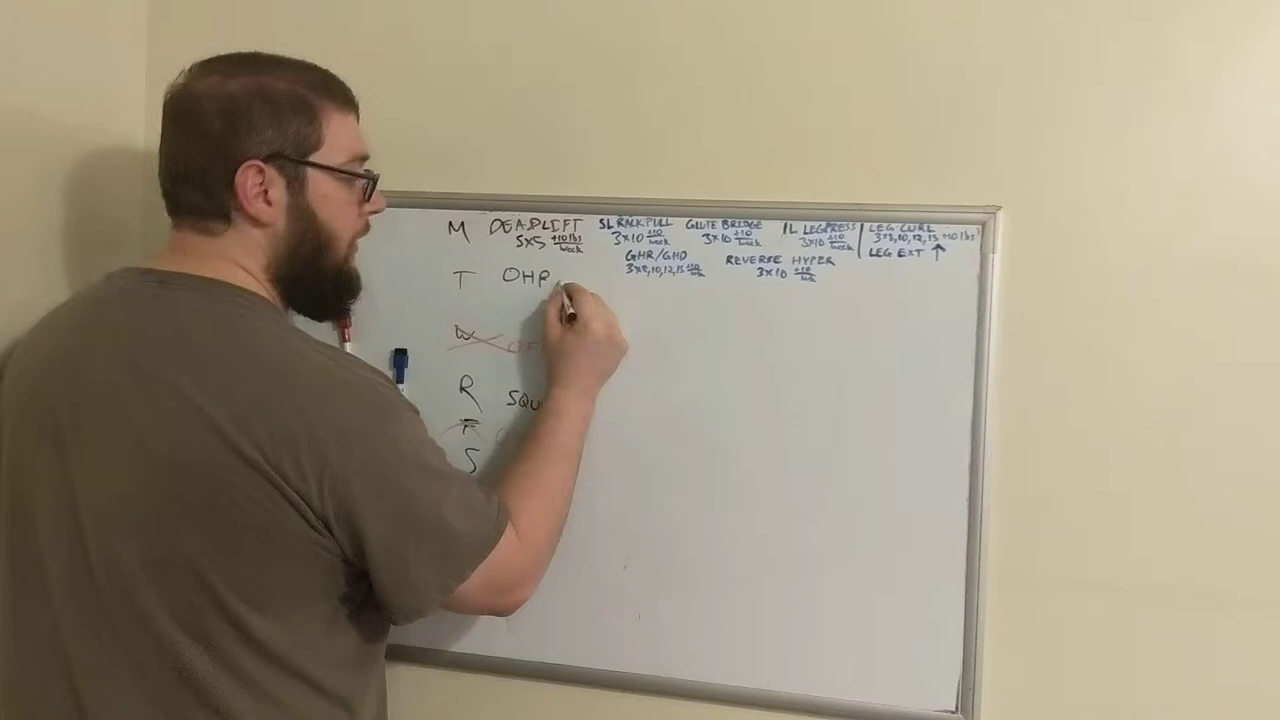 M DEADLIFT SL RACK PULL GLUTE BRIDGE 1L LEG PRESS LEG CURL
5X5 +10 lbs/week 3X10 +10/week 3X10 +10/week 3X10 +10/week 3X8,10,12,15 +10 lbs
GHR/GHD REVERSE HYPER LEG EXT ↑
3X8,10,12,15 +10/week 3X10 +10/week
T OHP
W OF
R SQU
F
S